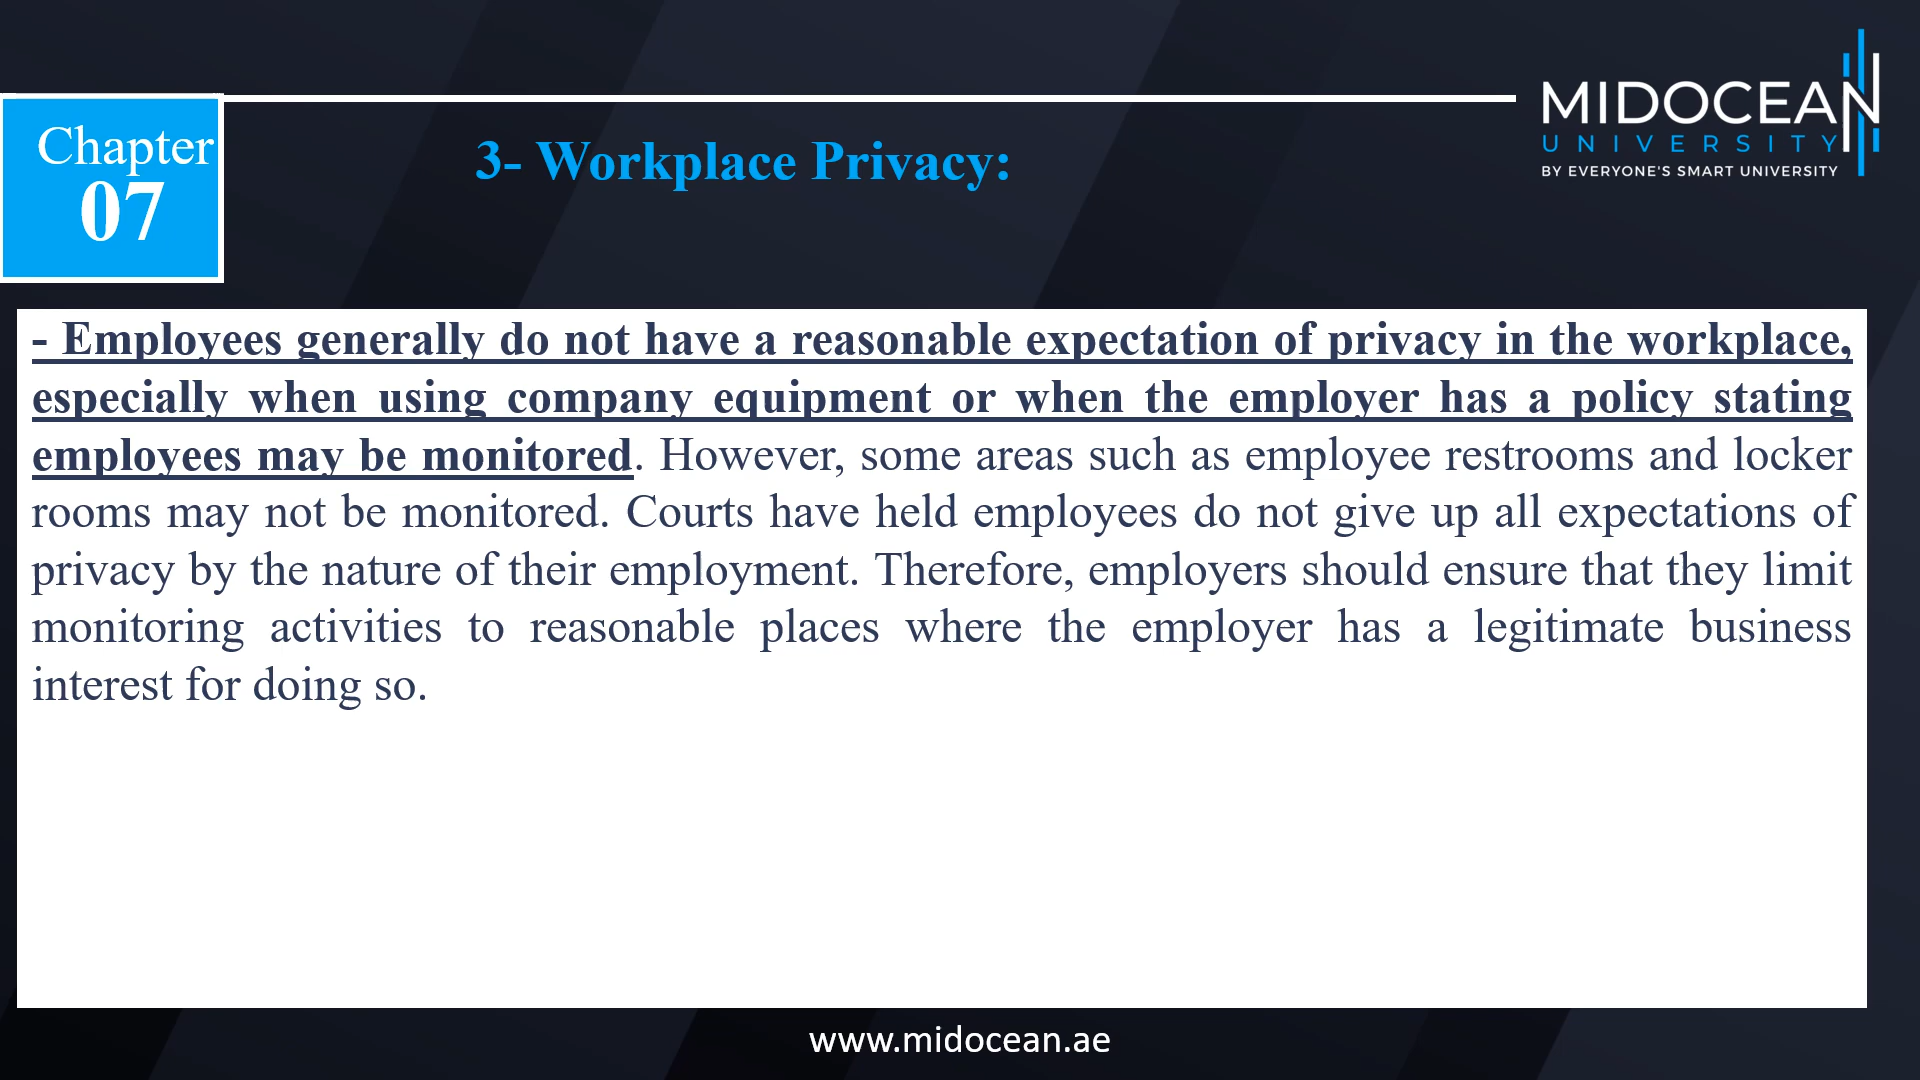 MIDOCEAN
UNIVERSITY
BY EVERYONE'S SMART UNIVERSITY
Chapter
07
3- Workplace Privacy:
- Employees generally do not have a reasonable expectation of privacy in the workplace,
especially when using company equipment or when the employer has a policy stating
employees may be monitored. However, some areas such as employee restrooms and locker
rooms may not be monitored. Courts have held employees do not give up all expectations of
privacy by the nature of their employment. Therefore, employers should ensure that they limit
monitoring activities to reasonable places where the employer has a legitimate business
interest for doing so.
www.midocean.ae